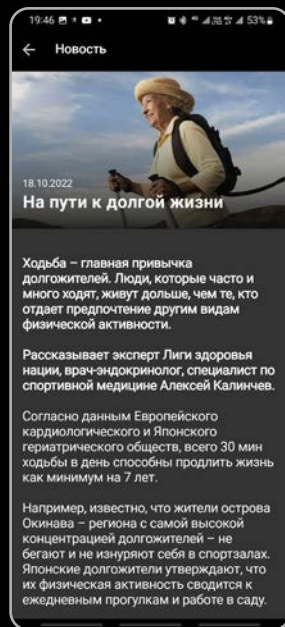 19:46
53%
Новость
18.10.2022
На пути к долгой жизни
Ходьба – главная привычка
долгожителей. Люди, которые часто и
много ходят, живут дольше, чем те, кто
отдает предпочтение другим видам
физической активности.
Рассказывает эксперт Лиги здоровья
нации, врач-эндокринолог, специалист по
спортивной медицине Алексей Калинчев.
Согласно данным Европейского
кардиологического и Японского
гериатрического обществ, всего 30 мин
ходьбы в день способны продлить жизнь
как минимум на 7 лет.
Например, известно, что жители острова
Окинава – региона с самой высокой
концентрацией долгожителей – не
бегают и не изнуряют себя в спортзалах.
Японские долгожители утверждают, что
их физическая активность сводится к
ежедневным прогулкам и работе в саду.